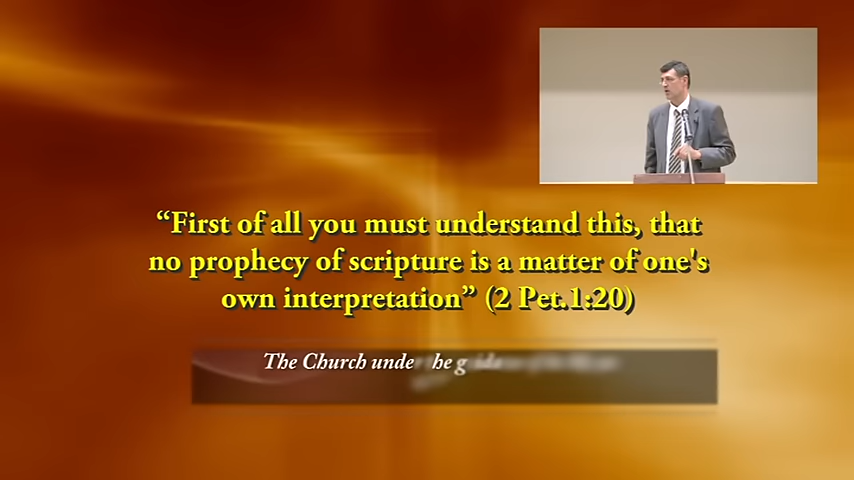 “First of all you must understand this, that
no prophecy of scripture is a matter of one's
own interpretation” (2 Pet.1:20)
The Church unde he g